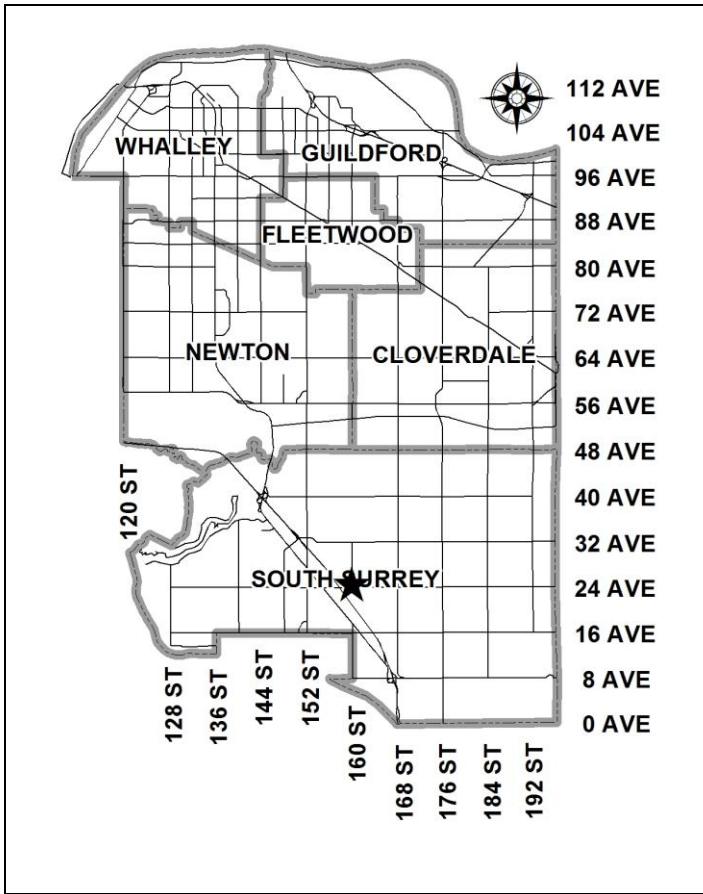 112 AVE
104 AVE
WHALLEY
GUILDFORD
96 AVE
88 AVE
FLEETWOOD
80 AVE
72 AVE
NEWTON
CLOVERDALE
64 AVE
56 AVE
48 AVE
40 AVE
120 ST
32 AVE
SOUTH SURREY
24 AVE
16 AVE
8 AVE
128 ST
136 ST
144 ST
152 ST
160 ST
0 AVE
168 ST
176 ST
184 ST
192 ST